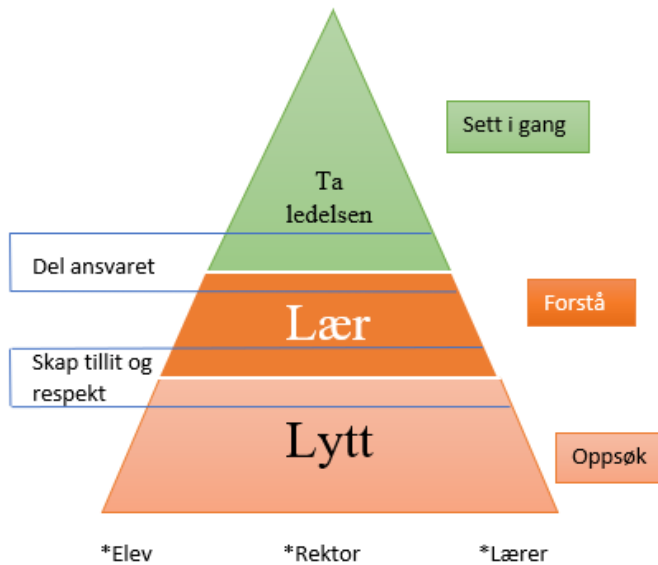 Sett i gang
Ta
ledelsen
Del ansvaret
Forstå
Lær
Skap tillit og
respekt
Lytt
Oppsøk
*Elev
*Rektor
*Lærer